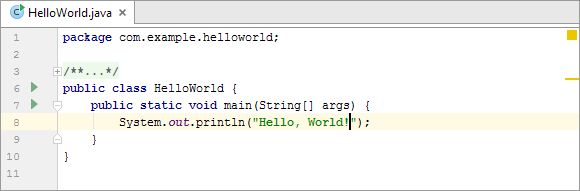 HelloWorld.java ×
1 package com.example.helloworld;
2
3 /**...*/
6 public class HelloWorld {
7 public static void main(String[] args) {
8 System.out.println("Hello, World!");
9 }
10 }
11